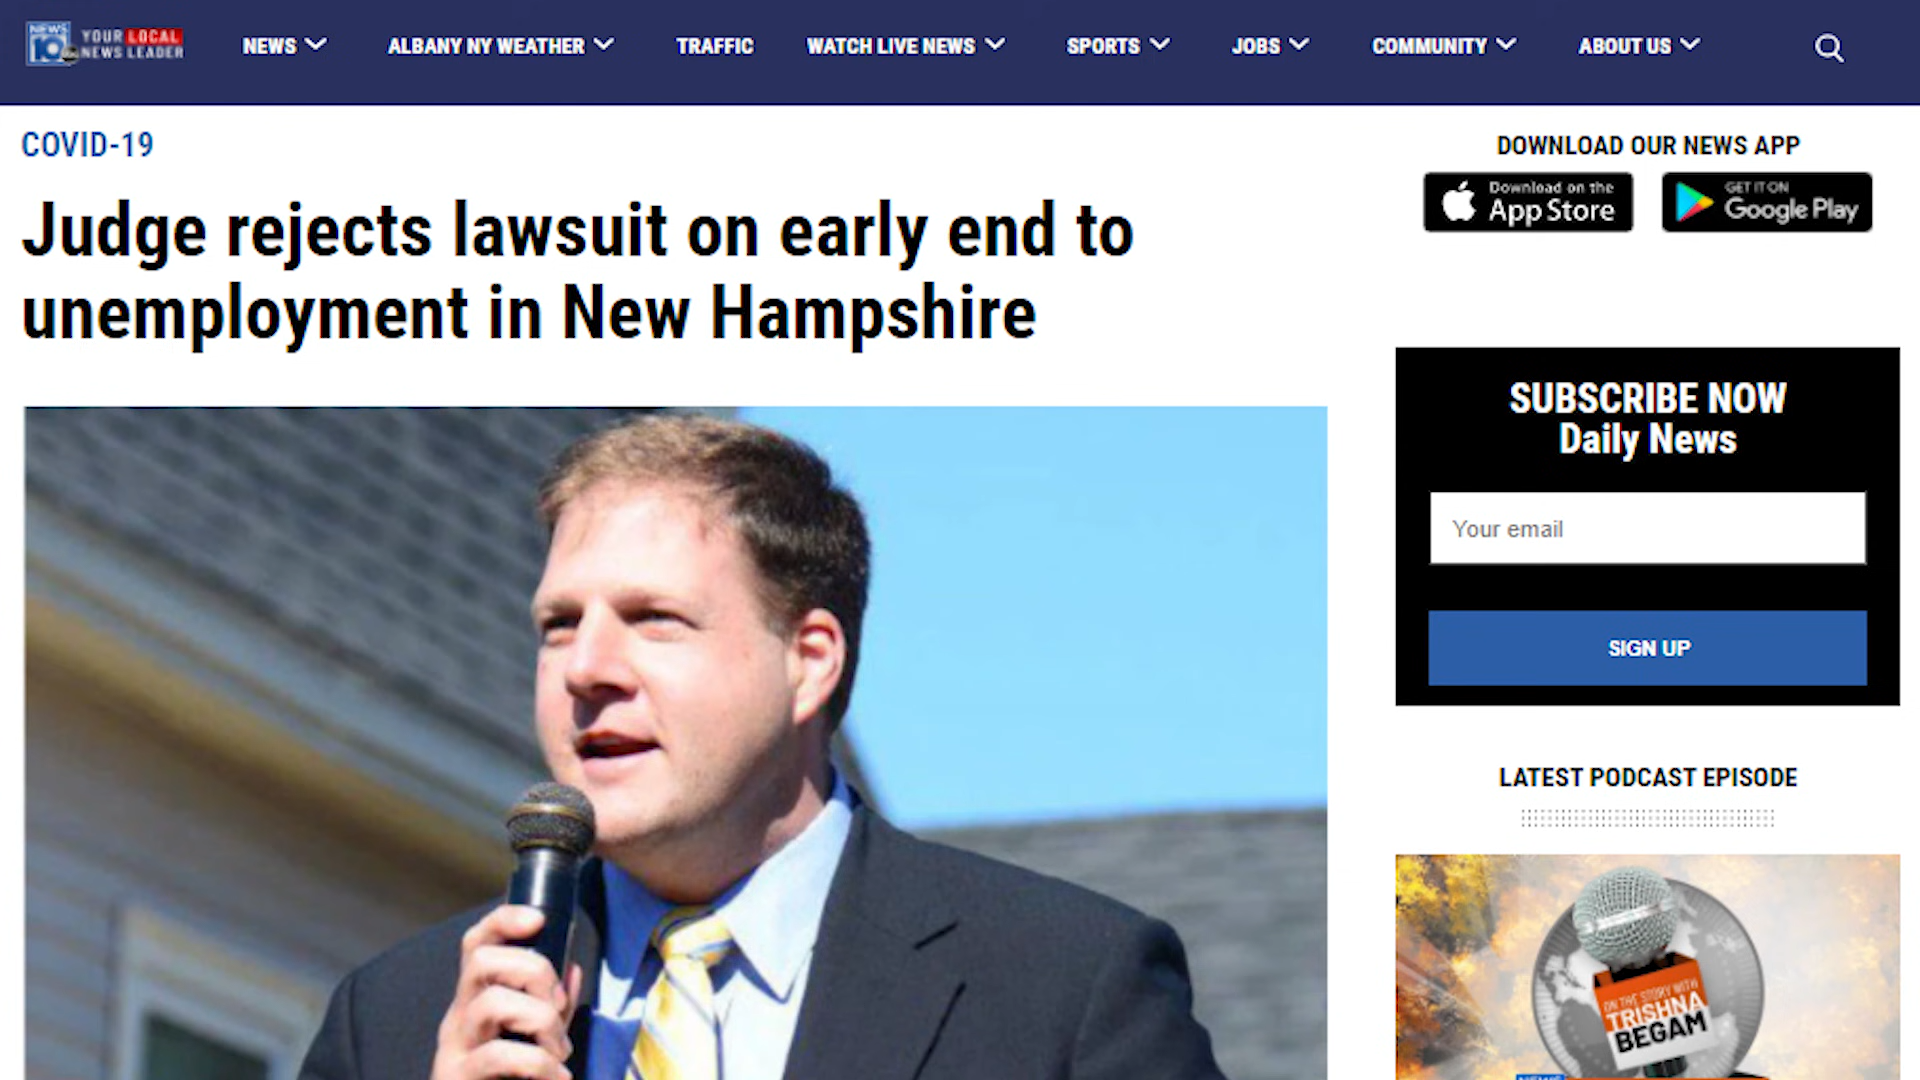 NEWS
10
YOUR LOCAL
NEWS LEADER
NEWS
ALBANY NY WEATHER
TRAFFIC
WATCH LIVE NEWS
SPORTS
JOBS
COMMUNITY
ABOUT US
COVID-19
Judge rejects lawsuit on early end to
unemployment in New Hampshire
DOWNLOAD OUR NEWS APP
Download on the
App Store
GET IT ON
Google Play
SUBSCRIBE NOW
Daily News
Your email
SIGN UP
LATEST PODCAST EPISODE
ON THE STORY WITH
TRISHNA
BEGAM